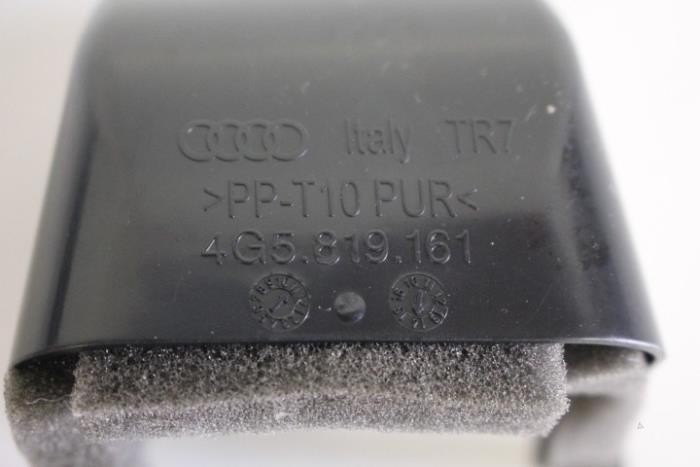 Italy TR7
>PP-T10 PUR<
4G5.819.161